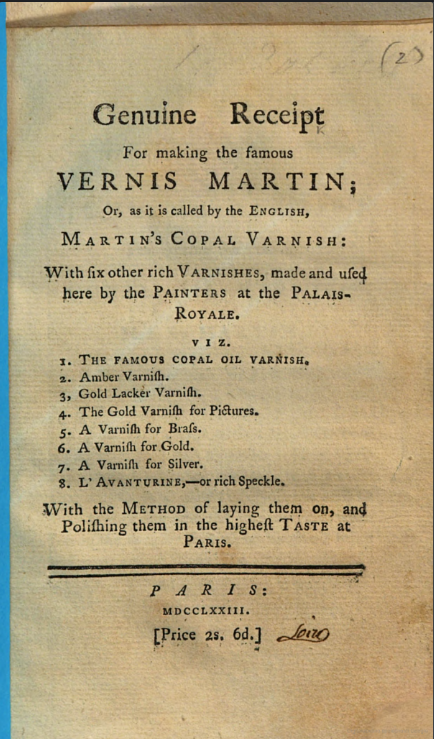 (2)
Genuine Receipt
For making the famous
VERNIS MARTIN;
Or, as it is called by the ENGLISH,
MARTIN'S COPAL VARNISH:
With ſix other rich VARNISHES, made and uſed
here by the PAINTERS at the PALAIS-
ROYALE.
VIZ.
1. THE FAMOUS COPAL OIL VARNISH.
2. Amber Varniſh.
3, Gold Lacker Varniſh.
4. The Gold Varniſh for Pictures.
5. A Varniſh for Braſs.
6. A Varniſh for Gold.
7. A Varniſh for Silver.
8. L' AVANTURINE,—or rich Speckle.
With the METHOD of laying them on, and
Poliſhing them in the higheſt TASTE at
PARIS.
PARIS:
MDCCLXXIII.
[Price 2s. 6d.]